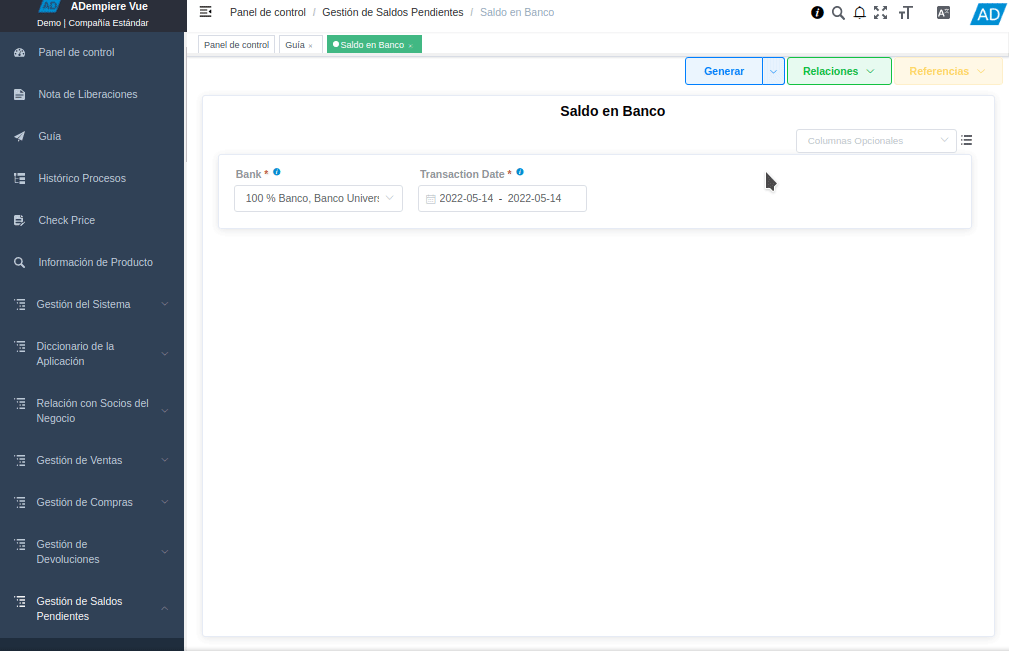 AD
ADempiere Vue
Demo | Compañía Estándar
Panel de control
Nota de Liberaciones
Guía
Histórico Procesos
Check Price
Información de Producto
Gestión del Sistema
Diccionario de la
Aplicación
Relación con Socios del
Negocio
Gestión de Ventas
Gestión de Compras
Gestión de
Devoluciones
Gestión de Saldos
Pendientes
Panel de control / Gestión de Saldos Pendientes / Saldo en Banco
AD
Panel de control Guía × Saldo en Banco ×
Generar Relaciones Referencias
Saldo en Banco
Columnas Opcionales
Bank * Transaction Date *
100 % Banco, Banco Univers 2022-05-14 - 2022-05-14